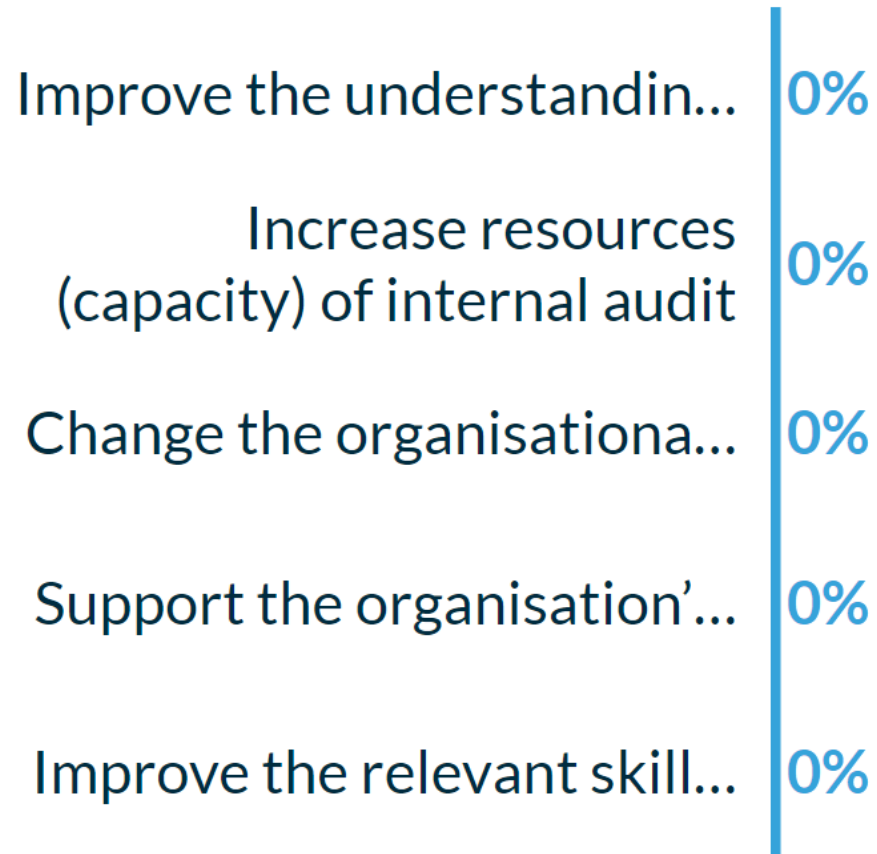 Improve the understandin...
0%
Increase resources
(capacity) of internal audit
0%
Change the organisationa...
0%
Support the organisation’...
0%
Improve the relevant skill...
0%